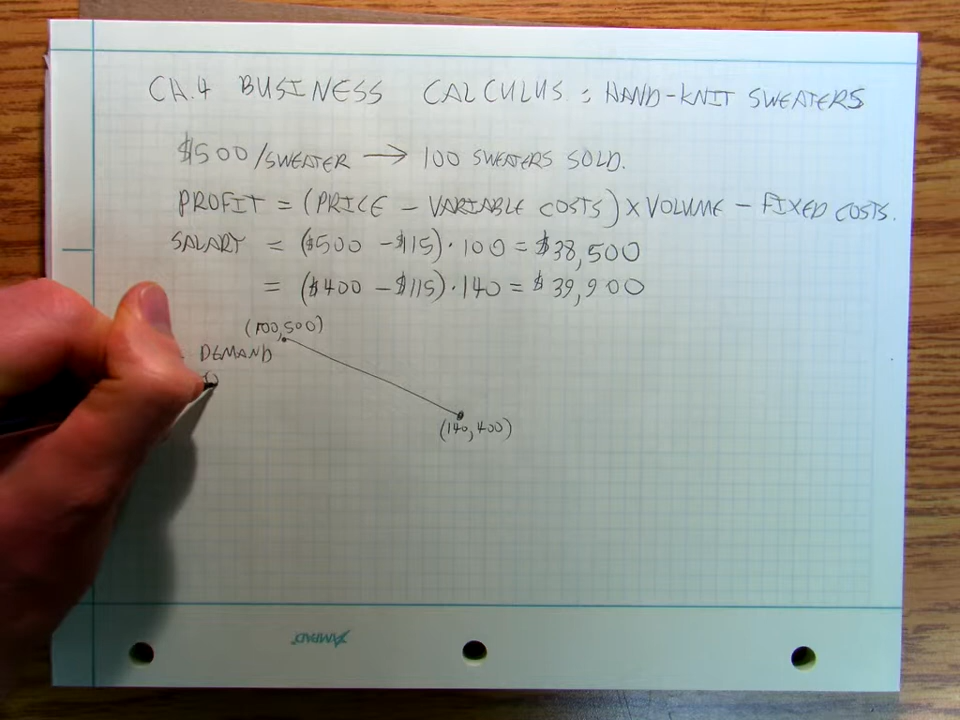 CH.4 BUSINESS CALCULUS : HAND-KNIT SWEATERS
$500/SWEATER → 100 SWEATERS SOLD.
PROFIT = (PRICE - VARIABLE COSTS) × VOLUME - FIXED COSTS.
SALARY = ($500 - $115) · 100 = $38,500
= ($400 - $115) · 140 = $39,900
(100,500)
DEMAND
(140,400)
AMPAD